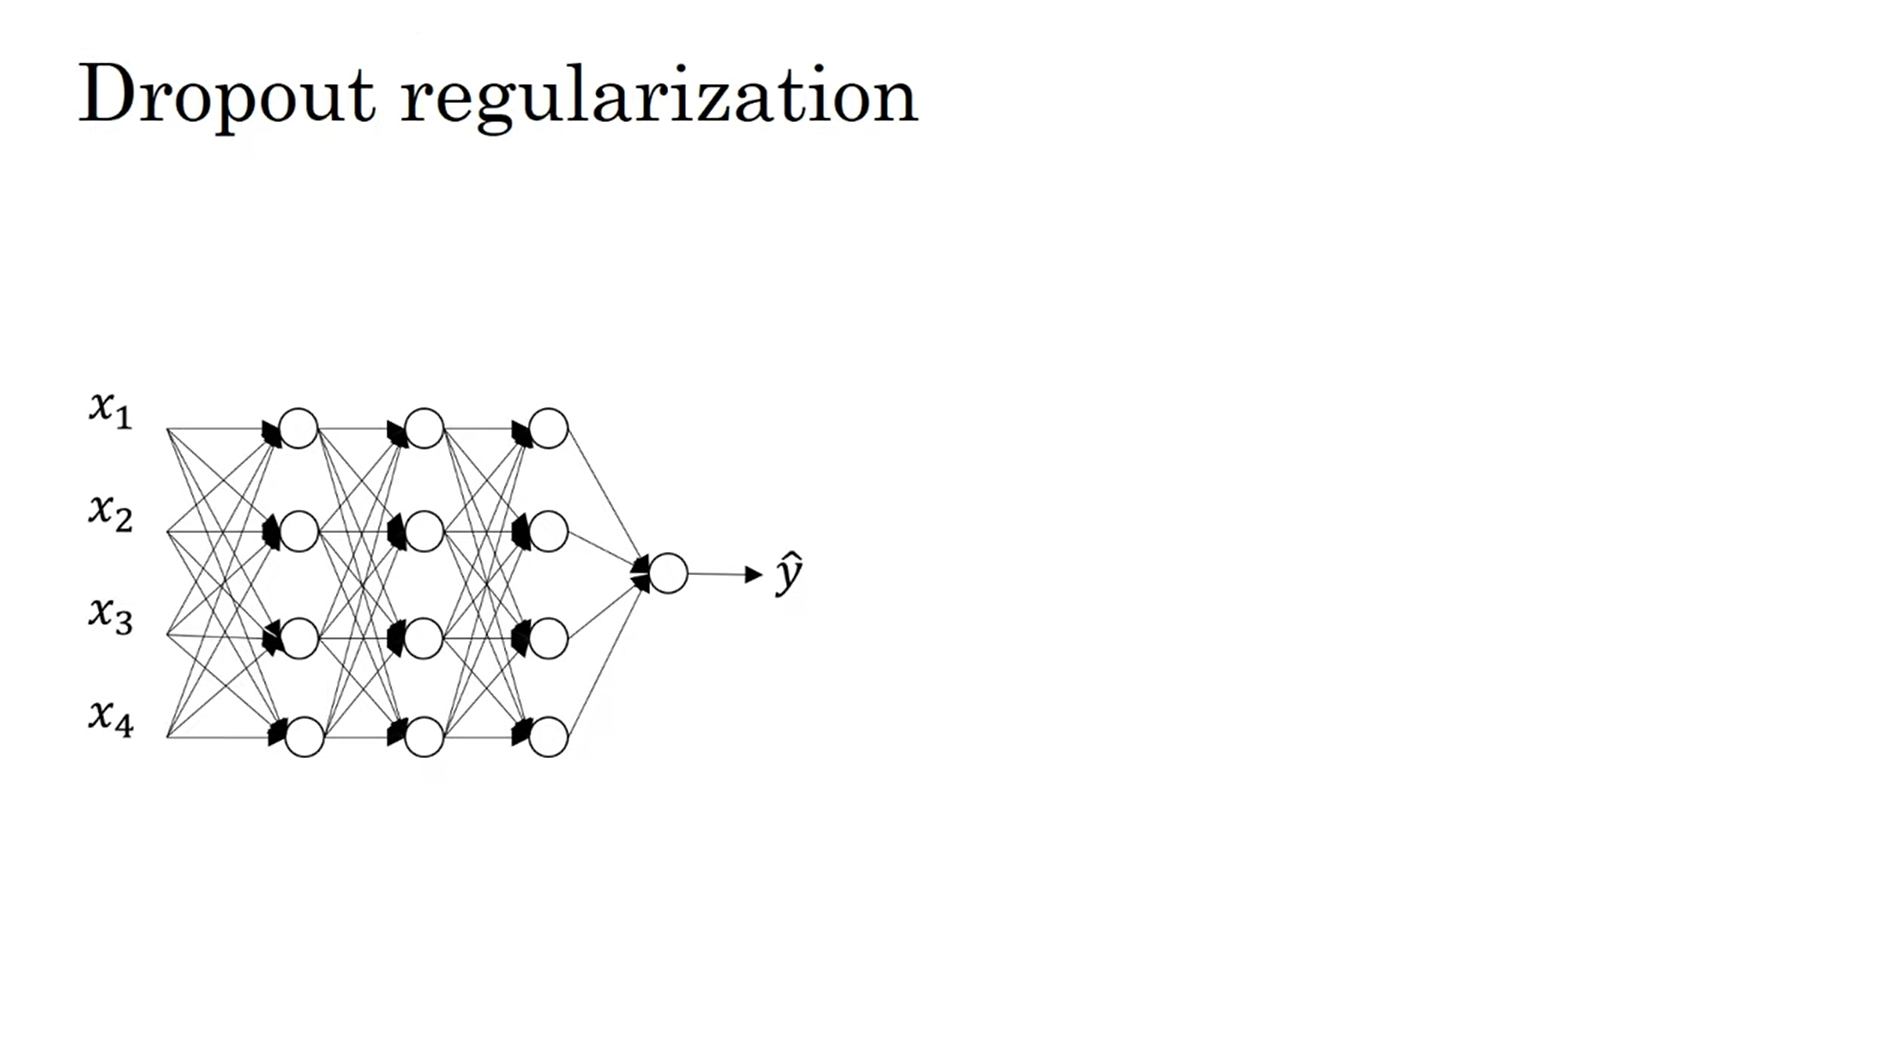 Dropout regularization
x₁
x₂
x₃
x₄
ŷ